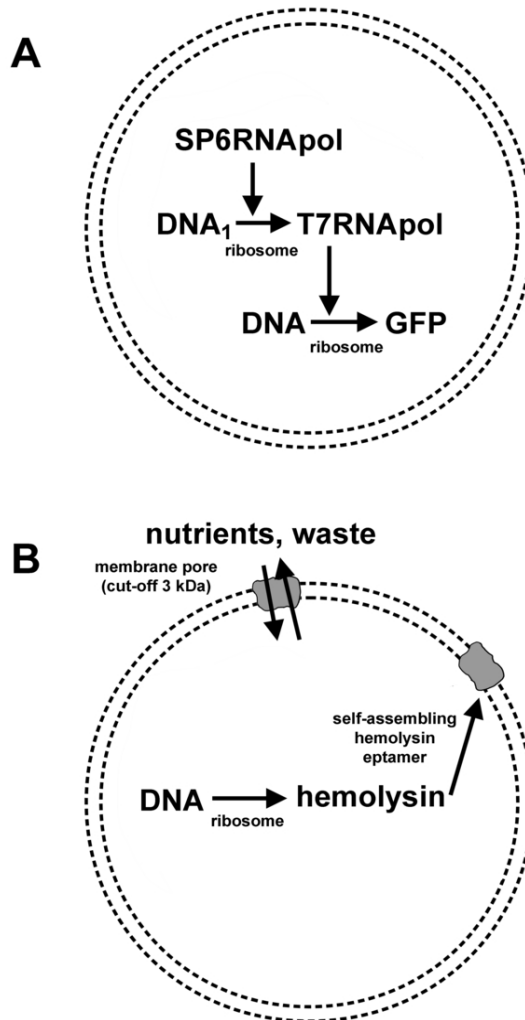 A
SP6RNApol
DNA₁ T7RNApol
ribosome
DNA GFP
ribosome
B
nutrients, waste
membrane pore
(cut-off 3 kDa)
self-assembling
hemolysin
eptamer
DNA hemolysin
ribosome